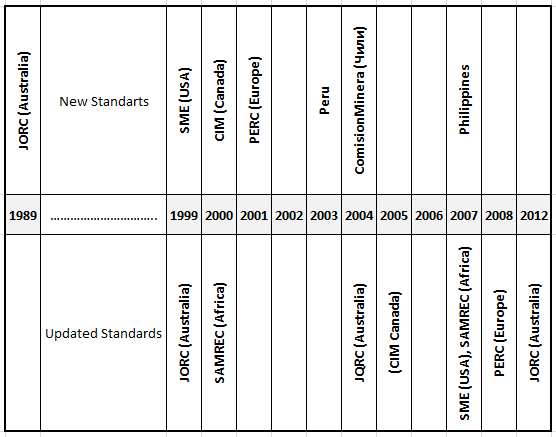 JORC (Australia)
New Standarts
SME (USA)
CIM (Canada)
PERC (Europe)
Peru
ComisionMinera (Чили)
Philippines
1989
................................
1999
2000
2001
2002
2003
2004
2005
2006
2007
2008
2012
Updated Standards
JORC (Australia)
SAMREC (Africa)
JQRC (Australia)
(CIM Canada)
SME (USA), SAMREC (Africa)
PERC (Europe)
JORC (Australia)